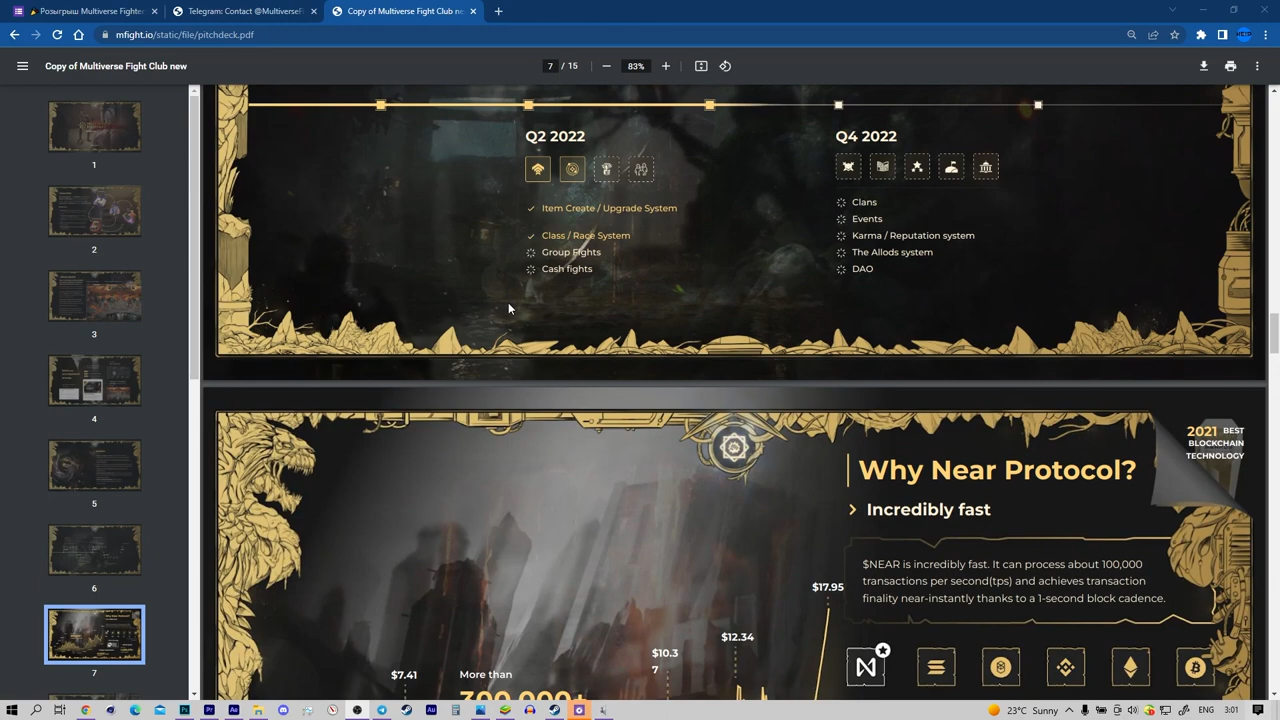 Розыгрыш Multiverse Fighte
Telegram: Contact @MultiverseF
Copy of Multiverse Fight Club new
mfight.io/static/file/pitchdeck.pdf
Copy of Multiverse Fight Club new
7 / 15
83%
1
2
3
4
5
6
7
Q2 2022
Item Create / Upgrade System
Class / Race System
Group Fights
Cash fights
Q4 2022
Clans
Events
Karma / Reputation system
The Allods system
DAO
2021 BEST
BLOCKCHAIN
TECHNOLOGY
Why Near Protocol?
Incredibly fast
$NEAR is incredibly fast. It can process about 100,000
transactions per second(tps) and achieves transaction
finality near-instantly thanks to a 1-second block cadence.
$17.95
$12.34
$10.3
7
$7.41
More than
300,000+
23°C Sunny
ENG
3:01